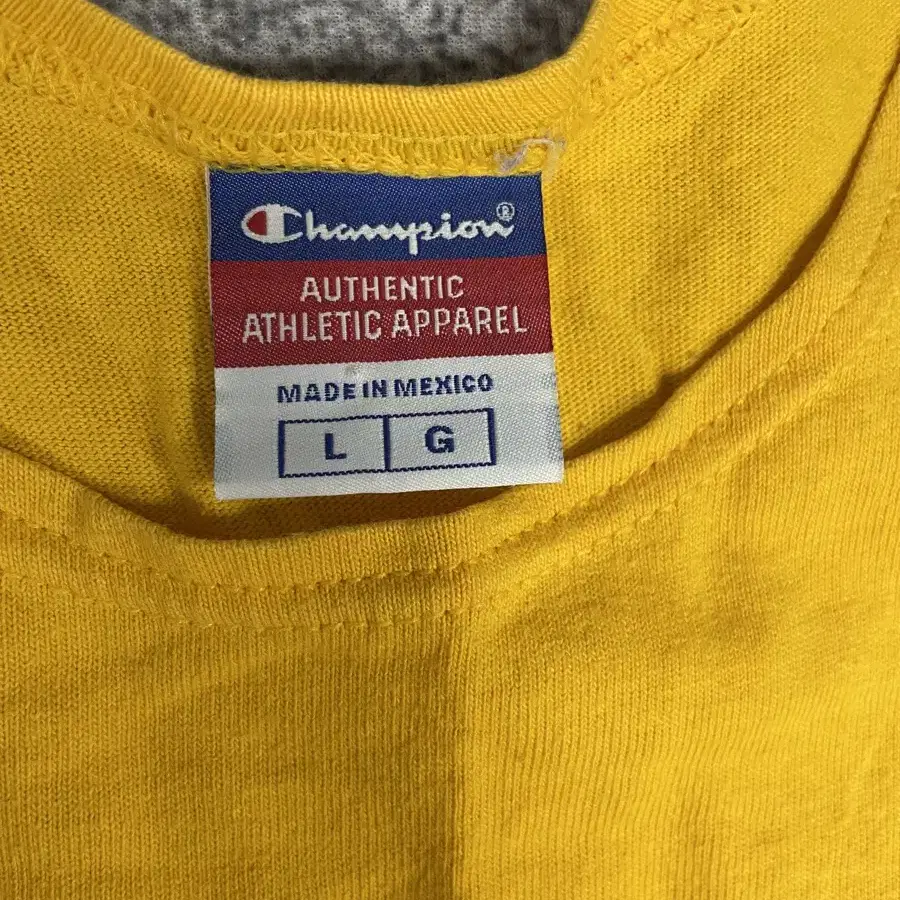 Champion®
AUTHENTIC
ATHLETIC APPAREL
MADE IN MEXICO
L G